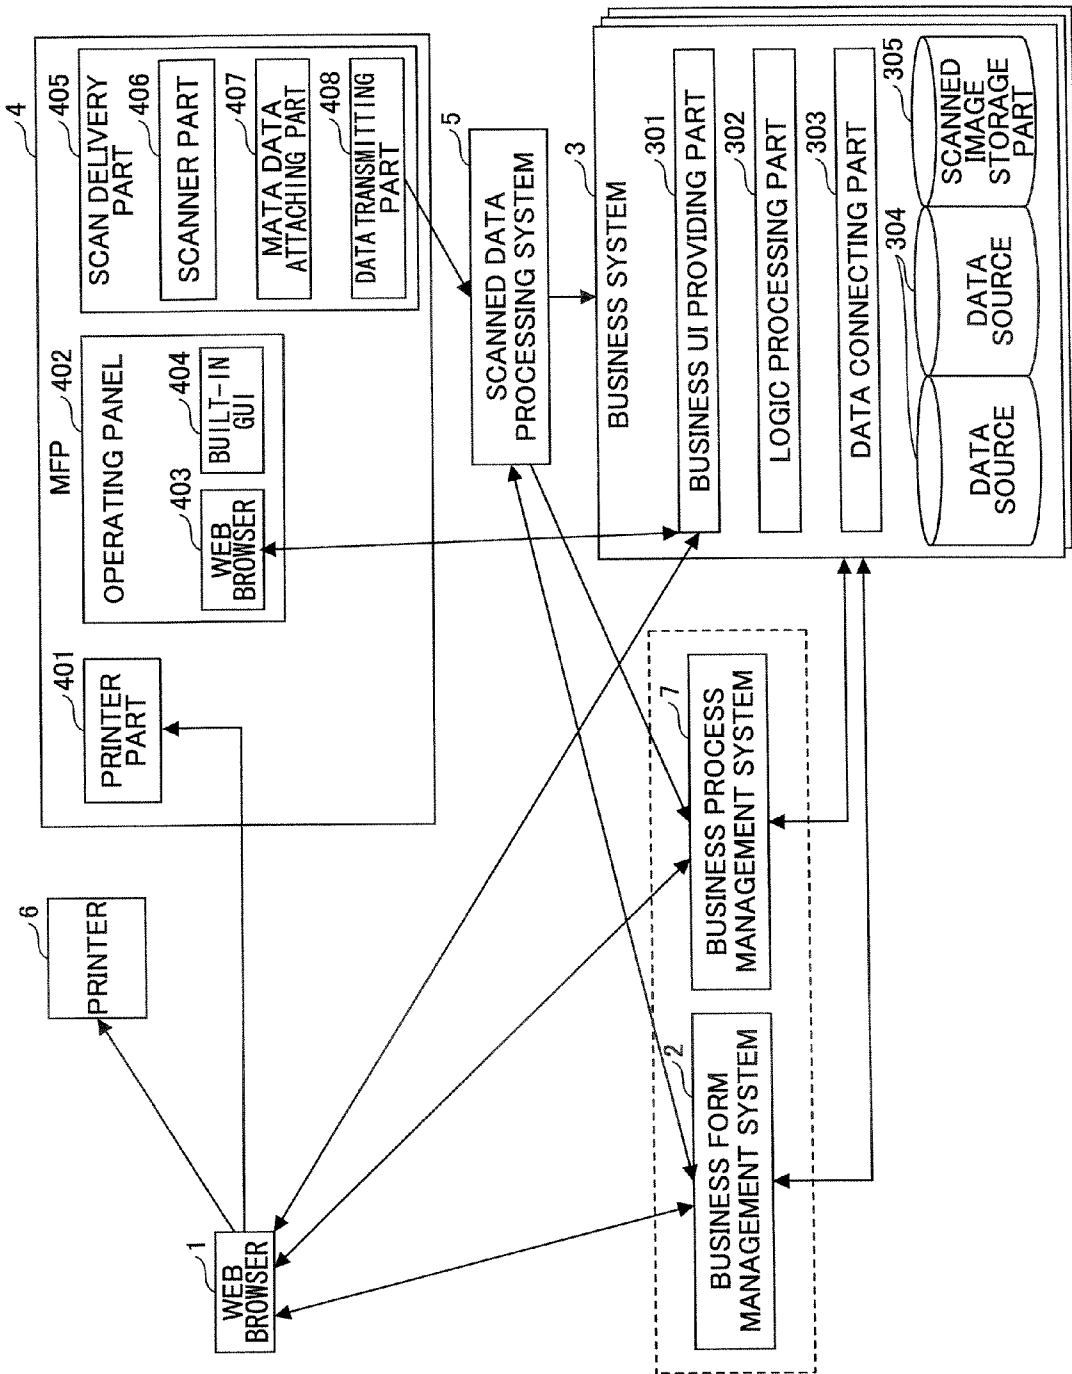 4
MFP
401
PRINTER
PART
402
OPERATING PANEL
403
WEB
BROWSER
404
BUILT-IN
GUI
405
SCAN DELIVERY
PART
406
SCANNER PART
407
MATA DATA
ATTACHING PART
408
DATA TRANSMITTING
PART
6
PRINTER
1
WEB
BROWSER
5
SCANNED DATA
PROCESSING SYSTEM
2
BUSINESS FORM
MANAGEMENT SYSTEM
7
BUSINESS PROCESS
MANAGEMENT SYSTEM
3
BUSINESS SYSTEM
301
BUSINESS UI PROVIDING PART
302
LOGIC PROCESSING PART
303
DATA CONNECTING PART
304
DATA
SOURCE
DATA
SOURCE
305
SCANNED
IMAGE
STORAGE
PART